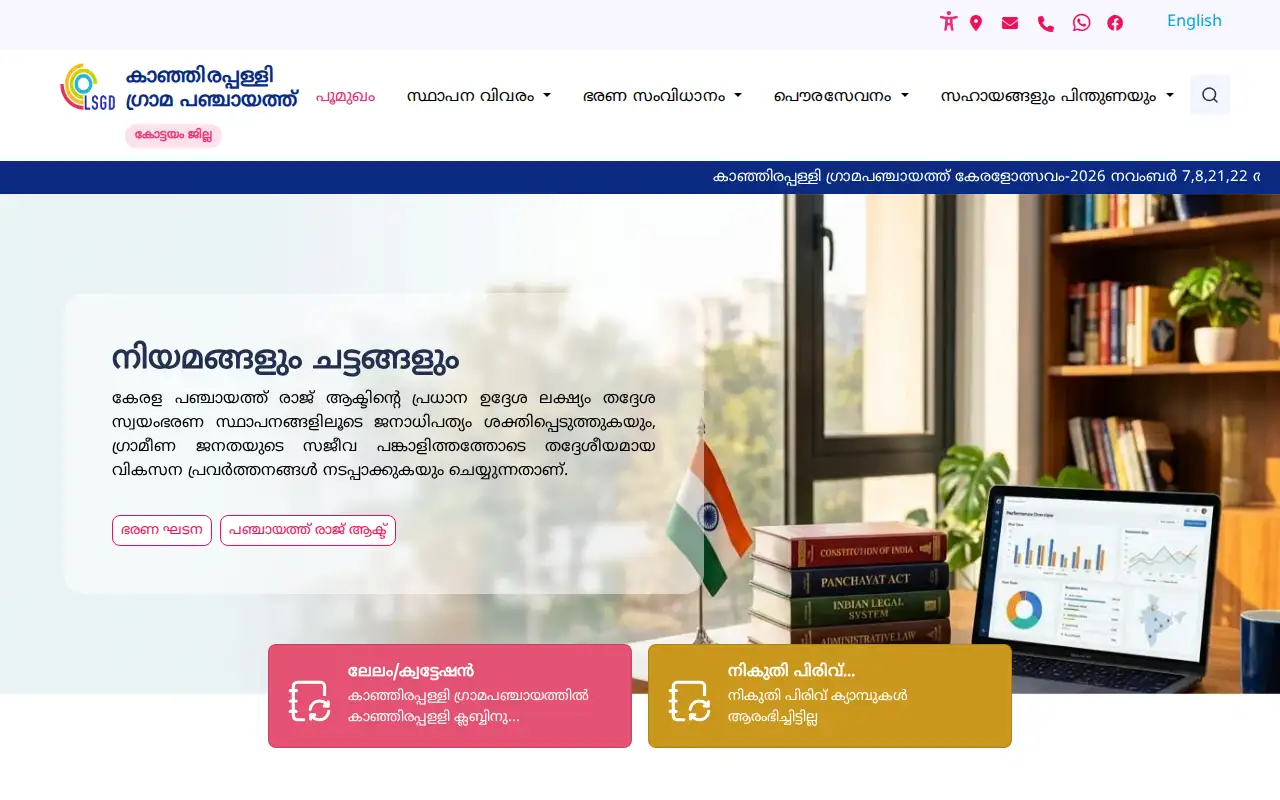 English
കാഞ്ഞിരപ്പള്ളി
ഗ്രാമ പഞ്ചായത്ത്
LSGD
കോട്ടയം ജില്ല
പൂമുഖം
സ്ഥാപന വിവരം
ഭരണ സംവിധാനം
പൌരസേവനം
സഹായങ്ങളും പിന്തുണയും
കാഞ്ഞിരപ്പള്ളി ഗ്രാമപഞ്ചായത്ത് കേരളോത്സവം-2026 നവംബർ 7,8,21,22
നിയമങ്ങളും ചട്ടങ്ങളും
കേരള പഞ്ചായത്ത് രാജ് ആക്ടിന്റെ പ്രധാന ഉദ്ദേശ ലക്ഷ്യം തദ്ദേശ
സ്വയംഭരണ സ്ഥാപനങ്ങളിലൂടെ ജനാധിപത്യം ശക്തിപ്പെടുത്തുകയും,
ഗ്രാമീണ ജനതയുടെ സജീവ പങ്കാളിത്തത്തോടെ തദ്ദേശീയമായ
വികസന പ്രവർത്തനങ്ങൾ നടപ്പാക്കുകയും ചെയ്യുന്നതാണ്.
ഭരണ ഘടന
പഞ്ചായത്ത് രാജ് ആക്ട്
CONSTITUTION OF INDIA
PANCHAYAT ACT
INDIAN LEGAL
SYSTEM
ADMINISTRATIVE LAW
Performance Overview
ലേലം/ക്വട്ടേഷൻ
കാഞ്ഞിരപ്പള്ളി ഗ്രാമപഞ്ചായത്തിൽ
കാഞ്ഞിരപളളി ക്ലബ്ബിനു...
നികുതി പിരിവ്...
നികുതി പിരിവ് ക്യാമ്പുകൾ
ആരംഭിച്ചിട്ടില്ല